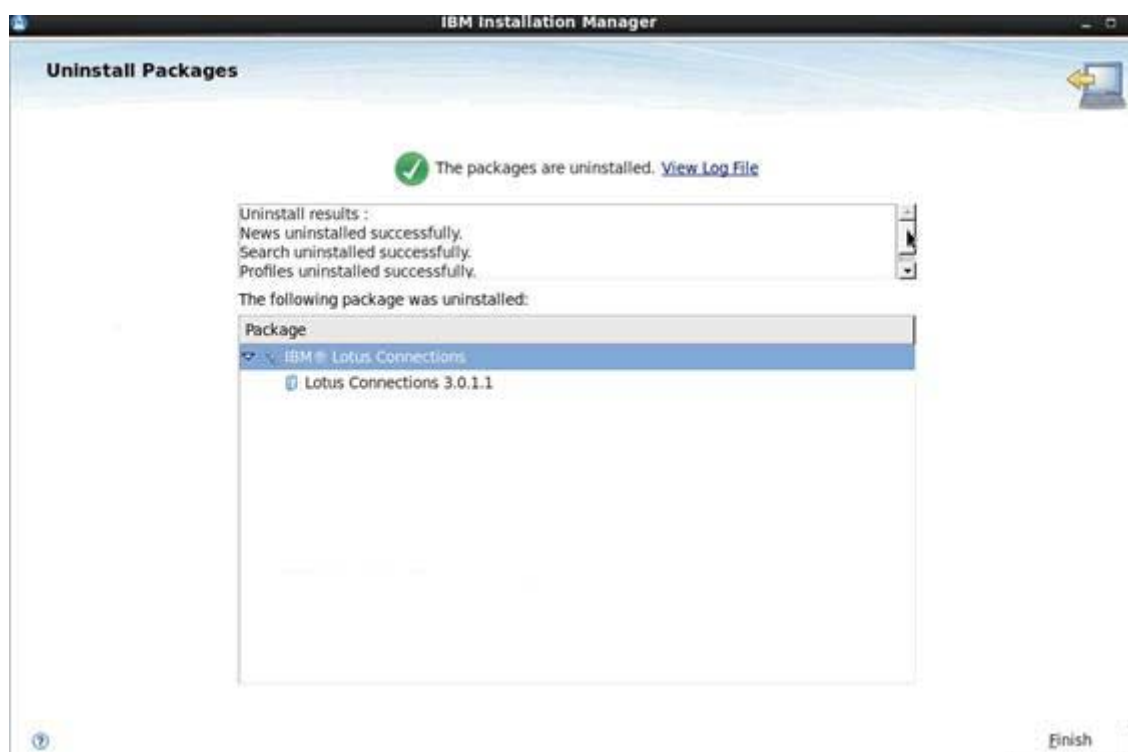 IBM Installation Manager
Uninstall Packages
The packages are uninstalled. View Log File
Uninstall results :
News uninstalled successfully.
Search uninstalled successfully.
Profiles uninstalled successfully.
The following package was uninstalled:
Package
IBM® Lotus Connections
Lotus Connections 3.0.1.1
?
Finish